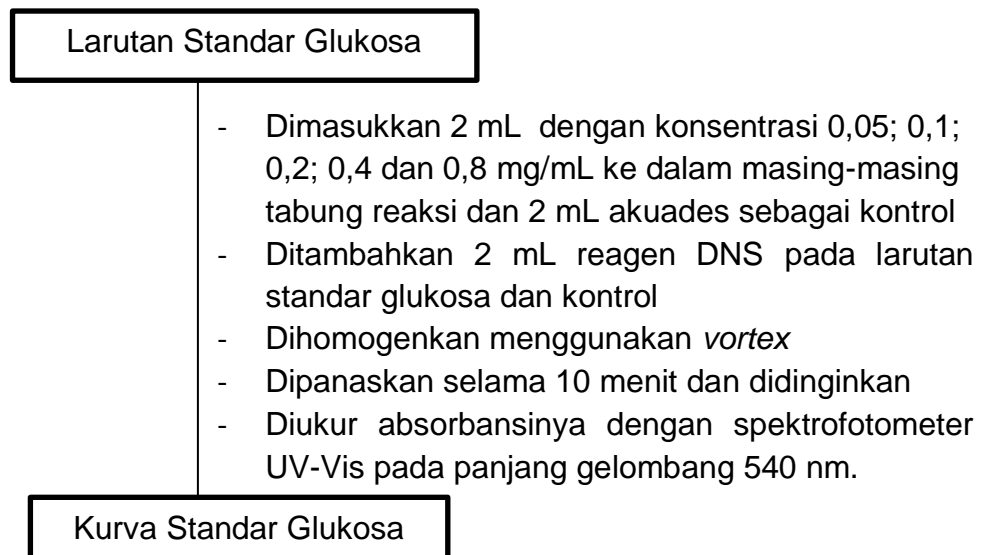 Larutan Standar Glukosa
- Dimasukkan 2 mL dengan konsentrasi 0,05; 0,1;
0,2; 0,4 dan 0,8 mg/mL ke dalam masing-masing
tabung reaksi dan 2 mL akuades sebagai kontrol
- Ditambahkan 2 mL reagen DNS pada larutan
standar glukosa dan kontrol
- Dihomogenkan menggunakan vortex
- Dipanaskan selama 10 menit dan didinginkan
- Diukur absorbansinya dengan spektrofotometer
UV-Vis pada panjang gelombang 540 nm.
Kurva Standar Glukosa